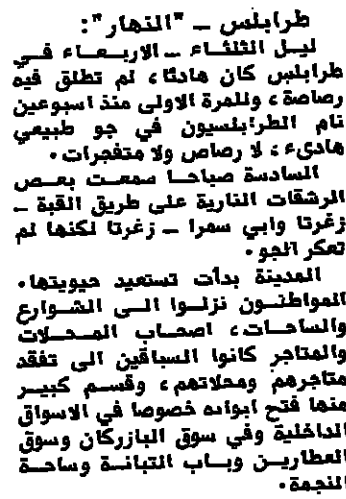 طرابلس – "النهار":
ليل الثلثاء – الاربعاء في
طرابلس كان هادئا، لم تطلق فيه
رصاصة، وللمرة الاولى منذ اسبوعين
نام الطرابلسيون في جو طبيعي
هادىء، لا رصاص ولا متفجرات.
السادسة صباحا سمعت بعض
الرشقات النارية على طريق القبة –
زغرتا وابي سمرا – زغرتا لكنها لم
تعكر الجو.
المدينة بدأت تستعيد حيويتها.
المواطنون نزلوا الى الشوارع
والساحات، اصحاب المحلات
والمتاجر كانوا السباقين الى تفقد
متاجرهم ومحلاتهم، وقسم كبير
منها فتح ابوابه خصوصا في الاسواق
الداخلية وفي سوق البازركان وسوق
العطارين وباب التبانة وساحة
النجمة.